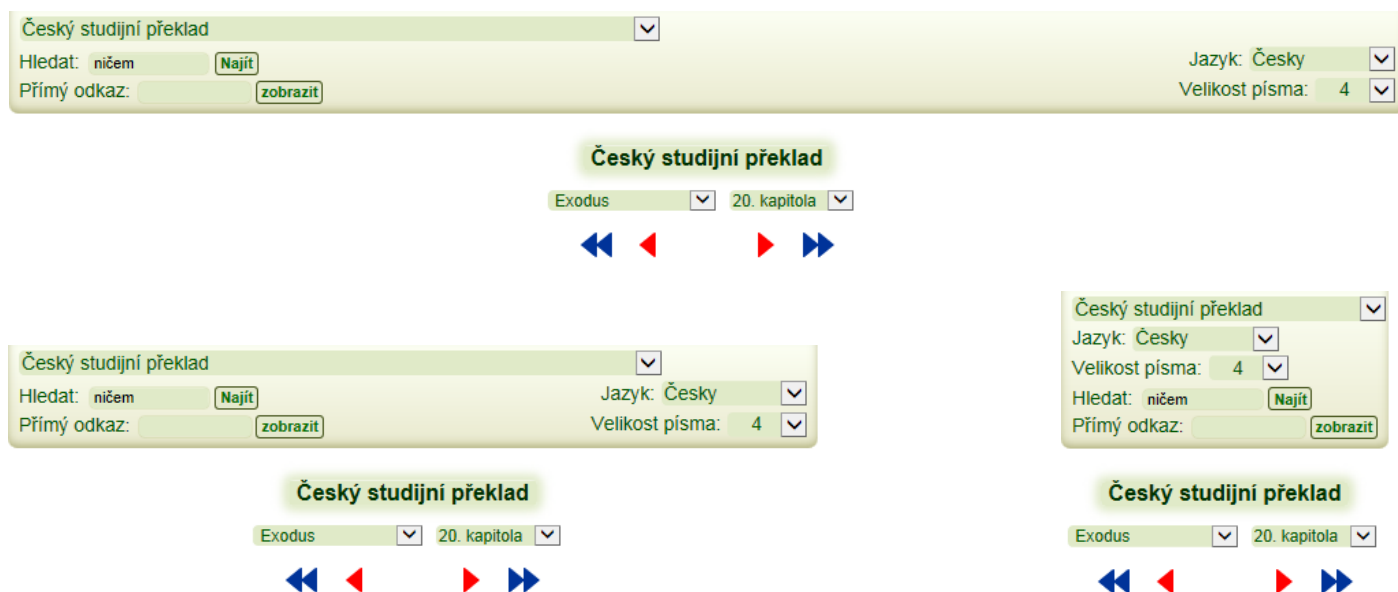 Český studijní překlad
Hledat: ničem Najít
Jazyk: Česky
Přímý odkaz: zobrazit
Velikost písma: 4
Český studijní překlad
Exodus 20. kapitola
Český studijní překlad
Hledat: ničem Najít
Jazyk: Česky
Přímý odkaz: zobrazit
Velikost písma: 4
Český studijní překlad
Exodus 20. kapitola
Český studijní překlad
Jazyk: Česky
Velikost písma: 4
Hledat: ničem Najít
Přímý odkaz: zobrazit
Český studijní překlad
Exodus 20. kapitola